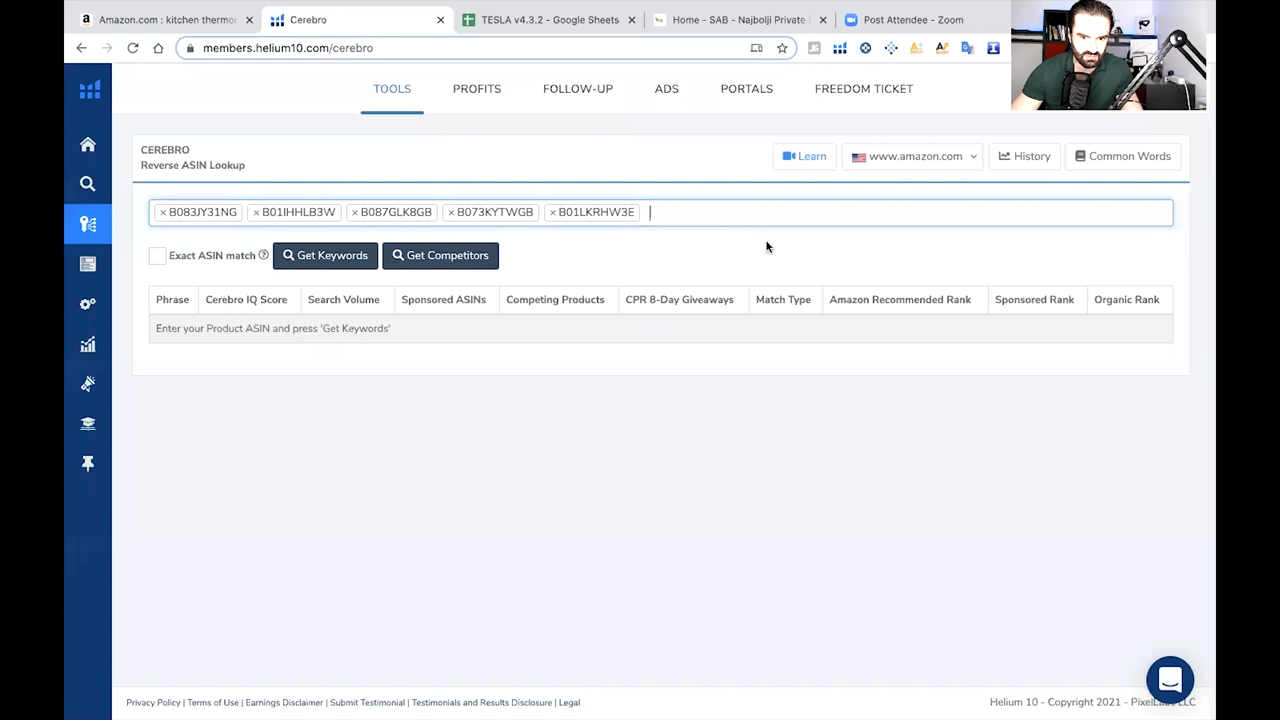 Amazon.com : kitchen thermo
Cerebro
TESLA v4.3.2 - Google Sheets
Home - SAB - Najbolji Private
Post Attendee - Zoom
members.helium10.com/cerebro
TOOLS
PROFITS
FOLLOW-UP
ADS
PORTALS
FREEDOM TICKET
CEREBRO
Reverse ASIN Lookup
Learn
www.amazon.com
History
Common Words
× B083JY31NG × B01IHHLB3W × B087GLK8GB × B073KYTWGB × B01LKRHW3E
Exact ASIN match
Get Keywords
Get Competitors
Phrase
Cerebro IQ Score
Search Volume
Sponsored ASINs
Competing Products
CPR 8-Day Giveaways
Match Type
Amazon Recommended Rank
Sponsored Rank
Organic Rank
Enter your Product ASIN and press 'Get Keywords'
Privacy Policy | Terms of Use | Earnings Disclaimer | Submit Testimonial | Testimonials and Results Disclosure | Legal
Helium 10 - Copyright 2021 - Pixel LLC